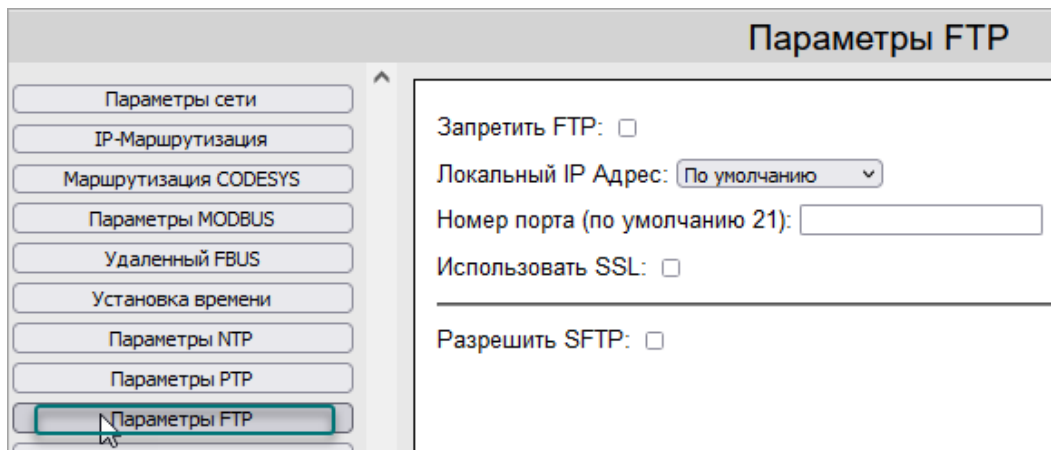 Параметры FTP
Параметры сети
IP-Маршрутизация
Маршрутизация CODESYS
Параметры MODBUS
Удаленный FBUS
Установка времени
Параметры NTP
Параметры PTP
Параметры FTP
Запретить FTP:
Локальный IP Адрес: По умолчанию
Номер порта (по умолчанию 21):
Использовать SSL:
Разрешить SFTP: